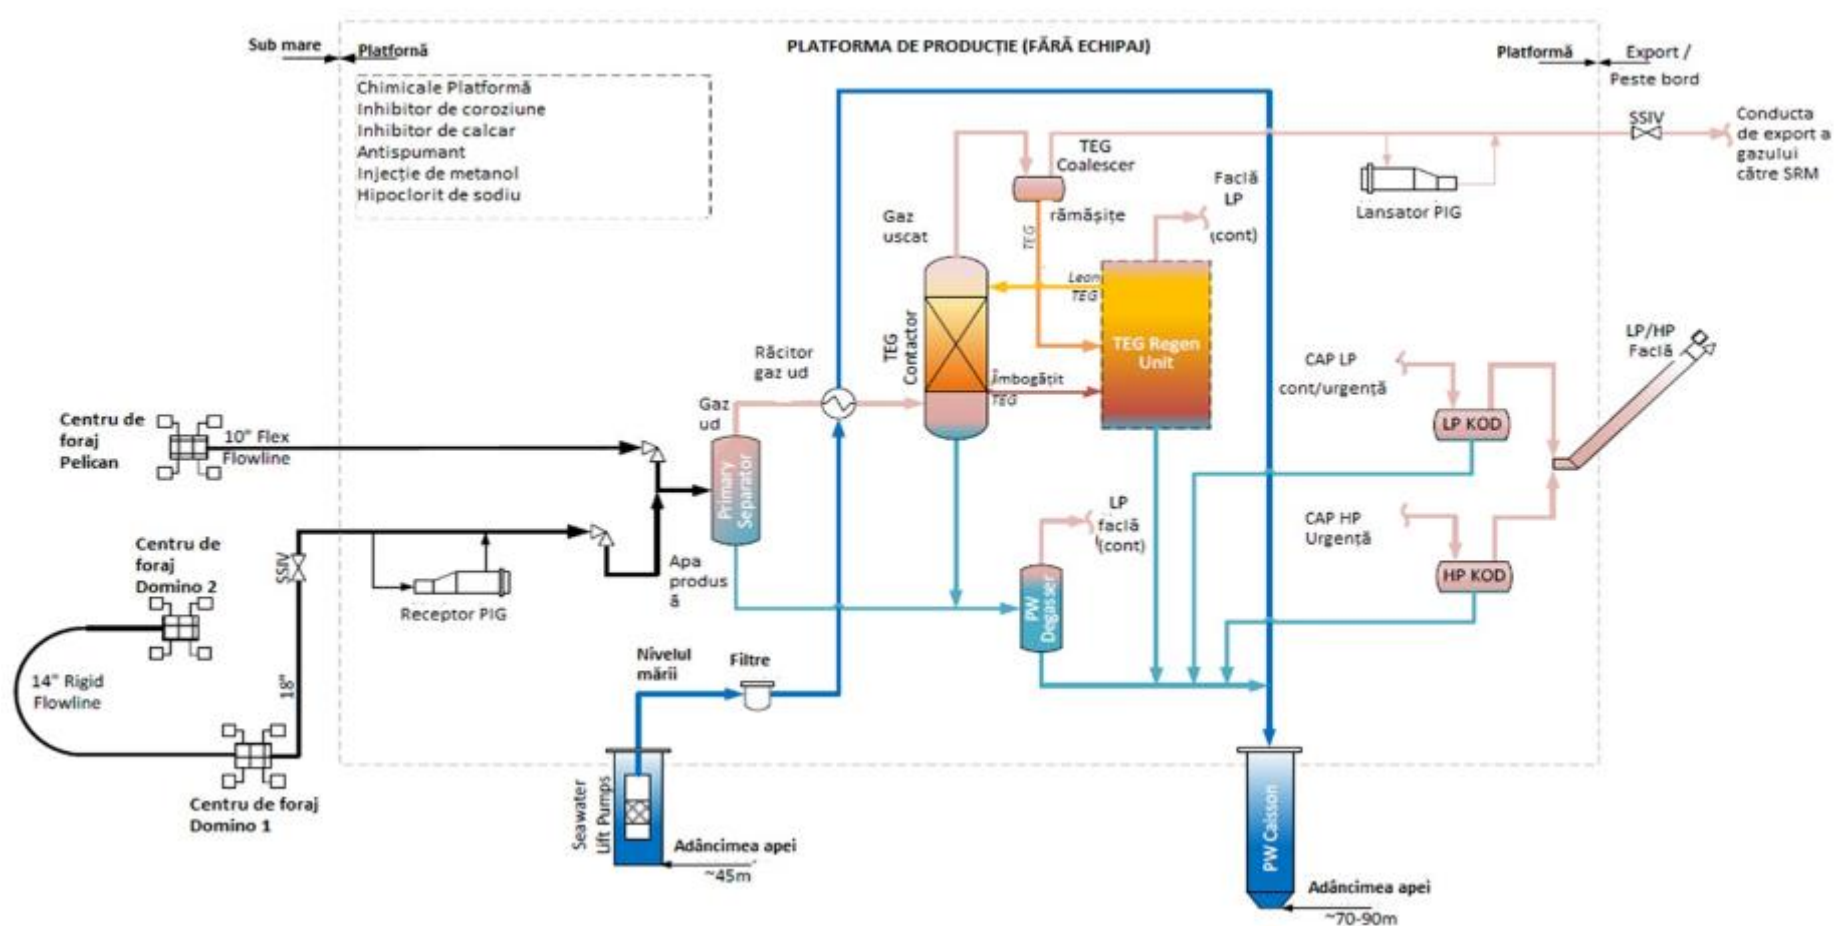 Sub mare
Platfornă
PLATFORMA DE PRODUCȚIE (FĂRĂ ECHIPAJ)
Platformă
Export /
Peste bord
Chimicale Platformă
Inhibitor de coroziune
Inhibitor de calcar
Antispumant
Injecție de metanol
Hipoclorit de sodiu
SSIV
Conducta
de export a
gazului
către SRM
TEG
Coalescer
Faclă
LP
(cont)
Lansator PIG
Gaz
uscat
rămășițe
TEG
Lean
TEG
TEG
Contactor
TEG Regen
Unit
Îmbogățit
TEG
Răcitor
gaz ud
Gaz
ud
LP/HP
Faclă
CAP LP
cont/urgență
LP KOD
Centru de
foraj
Pelican
10" Flex
Flowline
Primary
Separator
LP
faclă
(cont)
CAP HP
Urgență
HP KOD
Centru de
foraj
Domino 2
SSIV
Receptor PIG
Apa
produs
ă
PW
Degasser
14" Rigid
Flowline
18"
Nivelul
mării
Filtre
Centru de foraj
Domino 1
Seawater
Lift Pumps
Adâncimea apei
~45m
PW Caisson
Adâncimea apei
~70-90m